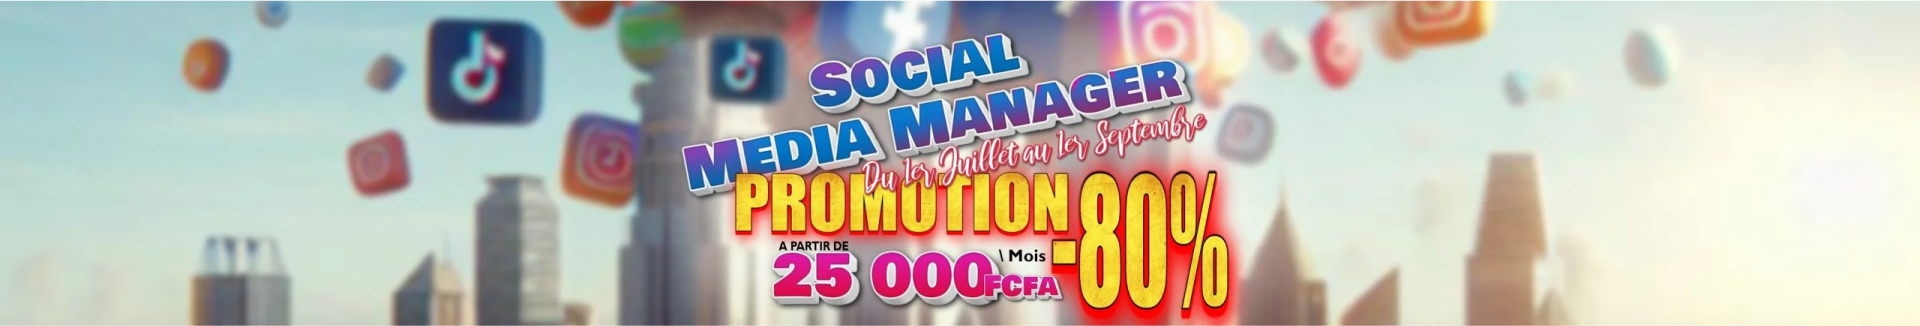 SOCIAL
MEDIA MANAGER
Du 1er Juillet au 1er Septembre
PROMOTION
-80%
A PARTIR DE
25 000FCFA
\ Mois